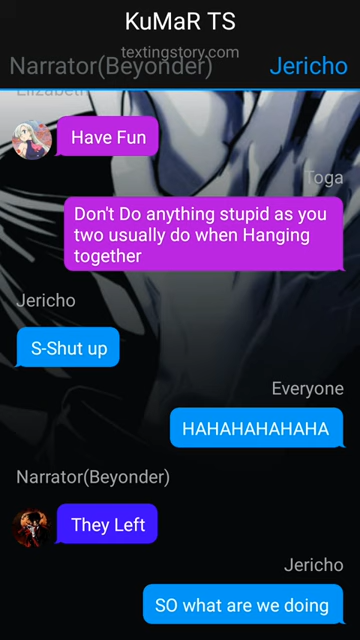 KuMaR TS
textingstory.com
Narrator(Beyonder)
Jericho
Elizabeth
Have Fun
Toga
Don't Do anything stupid as you
two usually do when Hanging
together
Jericho
S-Shut up
Everyone
HAHAHAHAHAHA
Narrator(Beyonder)
They Left
Jericho
SO what are we doing